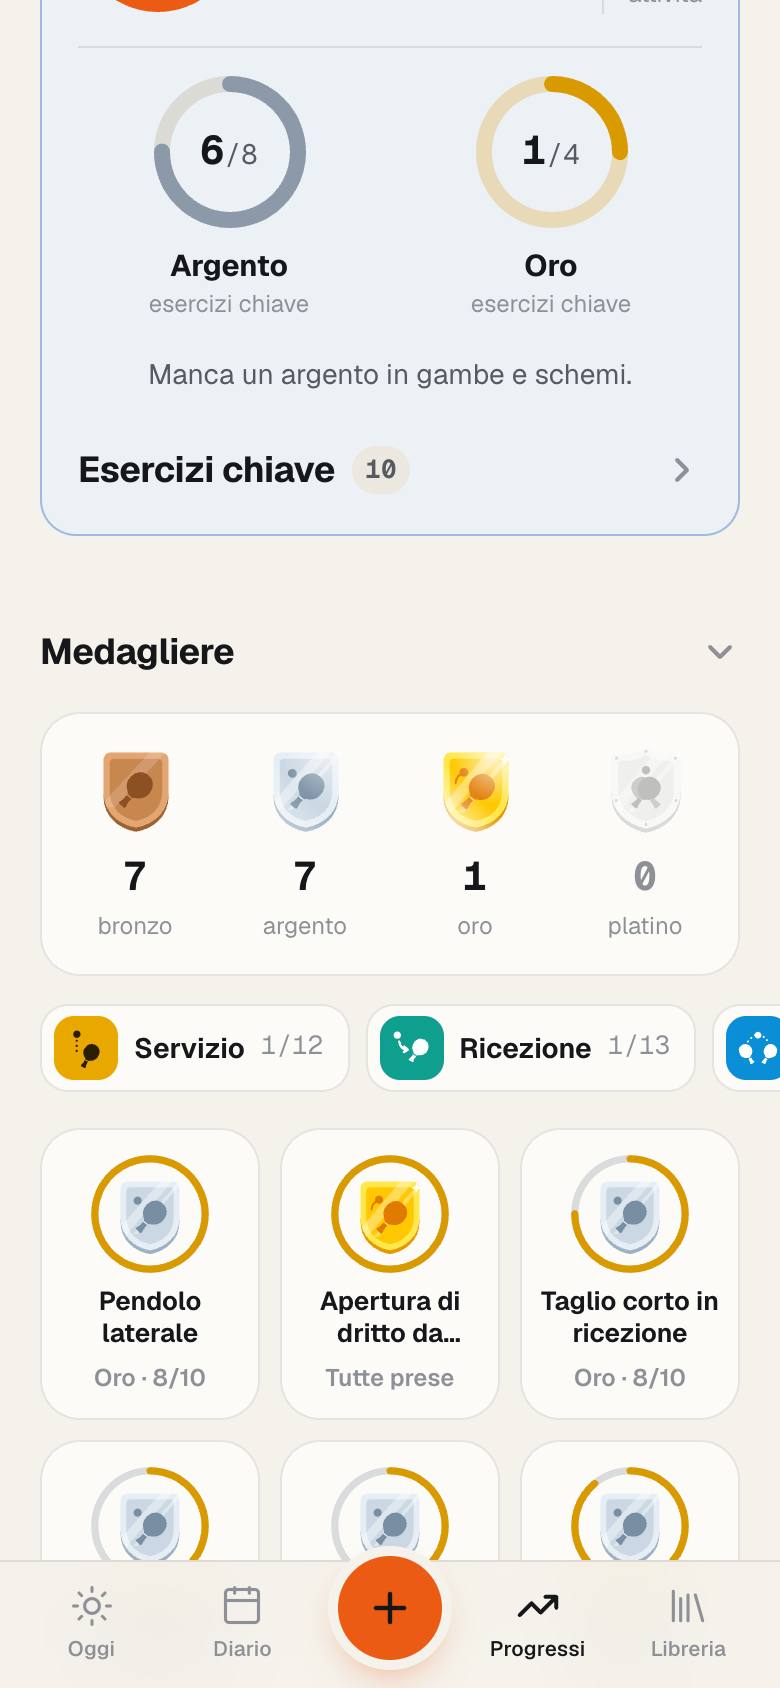 attività
6/8
1/4
Argento
Oro
esercizi chiave
esercizi chiave
Manca un argento in gambe e schemi.
Esercizi chiave 10
Medagliere
7
7
1
0
bronzo
argento
oro
platino
Servizio 1/12
Ricezione 1/13
Pendolo
laterale
Oro · 8/10
Apertura di
dritto da...
Tutte prese
Taglio corto in
ricezione
Oro · 8/10
Oggi
Diario
Progressi
Libreria